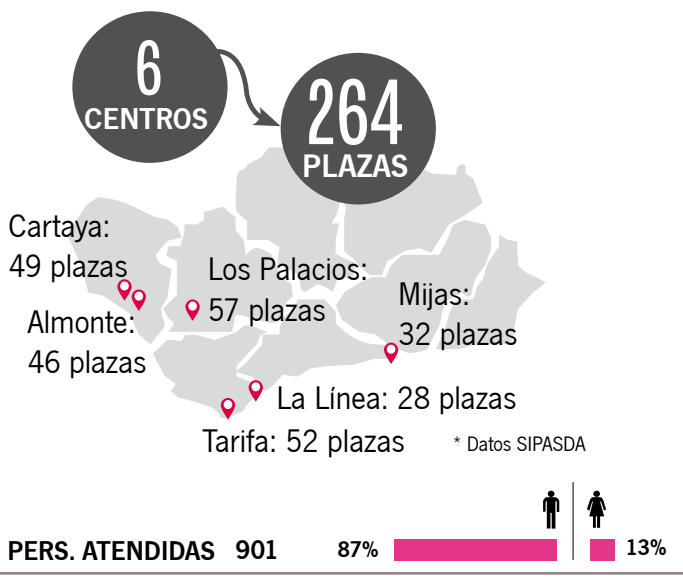 6
CENTROS
264
PLAZAS
Cartaya:
49 plazas
Almonte:
46 plazas
Los Palacios:
57 plazas
Mijas:
32 plazas
La Línea: 28 plazas
Tarifa: 52 plazas
* Datos SIPASDA
PERS. ATENDIDAS 901 87% 13%